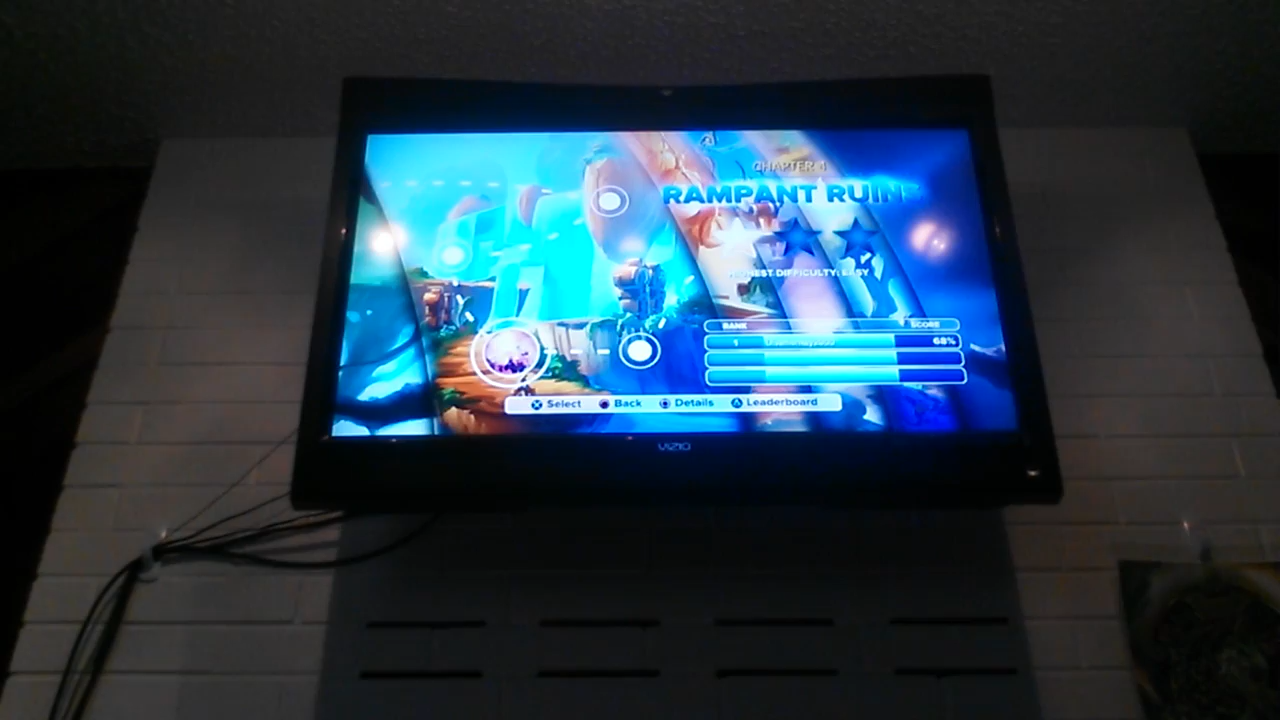 CHAPTER 4
RAMPANT RUINS
HIGHEST DIFFICULTY: EASY
RANK SCORE
1 68%
Select Back Details Leaderboard
VIZIO